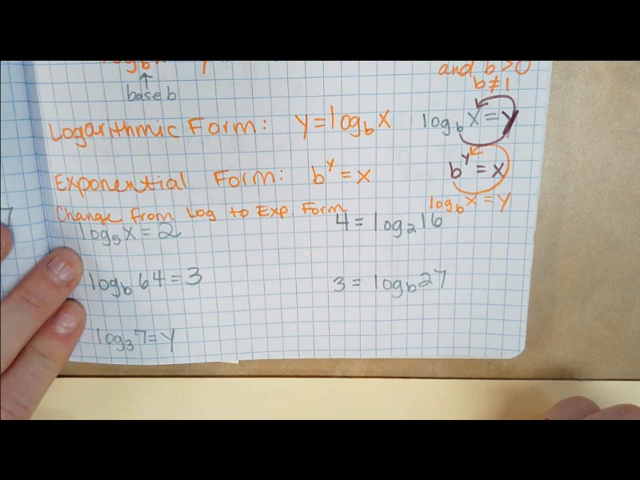 and b > 0
b ≠ 1
base b
Logarithmic Form: y = log_b x
log_b x = y
Exponential Form: b^y = x
b^y = x
log_b x = y
Change from Log to Exp. Form
log_5 x = 2
4 = log_2 16
log_b 64 = 3
3 = log_b 27
log_3 7 = y